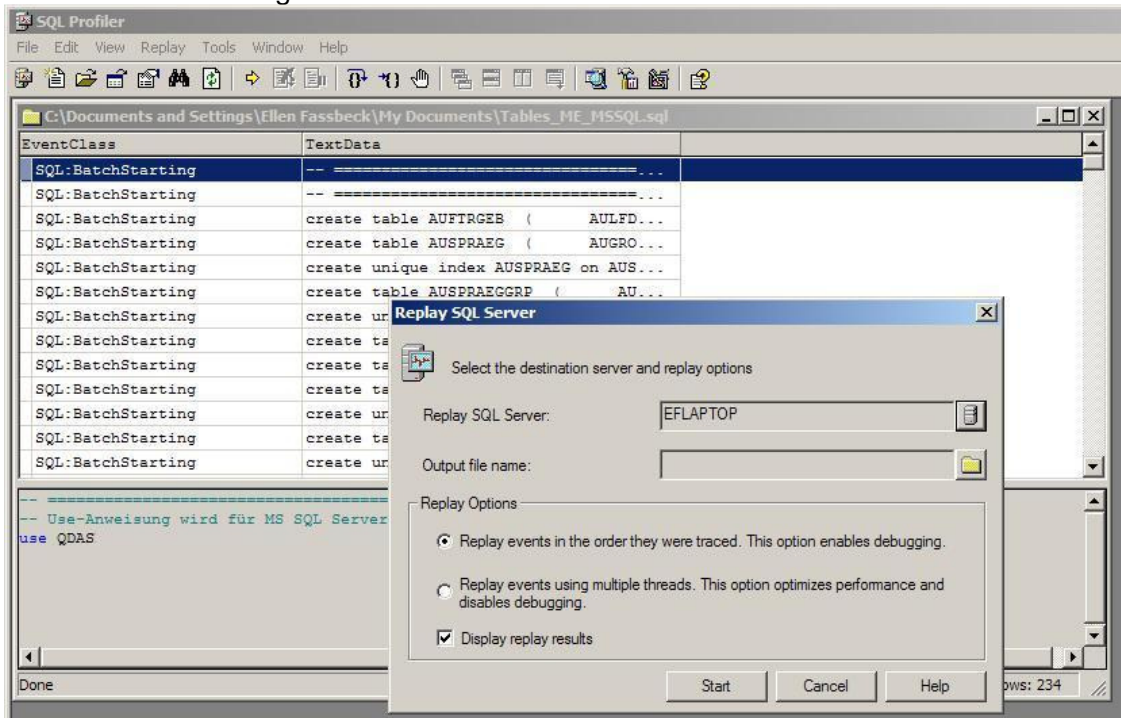 SQL Profiler
File Edit View Replay Tools Window Help
C:\Documents and Settings\Ellen Fassbeck\My Documents\Tables_ME_MSSQL.sql
EventClass TextData
SQL:BatchStarting -- ================================...
SQL:BatchStarting -- ================================...
SQL:BatchStarting create table AUFTRGEB ( AULFD...
SQL:BatchStarting create table AUSPRAEG ( AUGRO...
SQL:BatchStarting create unique index AUSPRAEG on AUS...
SQL:BatchStarting create table AUSPRAEGGRP ( AU...
SQL:BatchStarting create un
SQL:BatchStarting create ta
SQL:BatchStarting create ta
SQL:BatchStarting create ta
SQL:BatchStarting create un
SQL:BatchStarting create ta
SQL:BatchStarting create un
-- =====================================
-- Use-Anweisung wird für MS SQL Server
use QDAS
Done
ows: 234
Replay SQL Server
Select the destination server and replay options
Replay SQL Server: EFLAPTOP
Output file name:
Replay Options
Replay events in the order they were traced. This option enables debugging.
Replay events using multiple threads. This option optimizes performance and
disables debugging.
Display replay results
Start Cancel Help